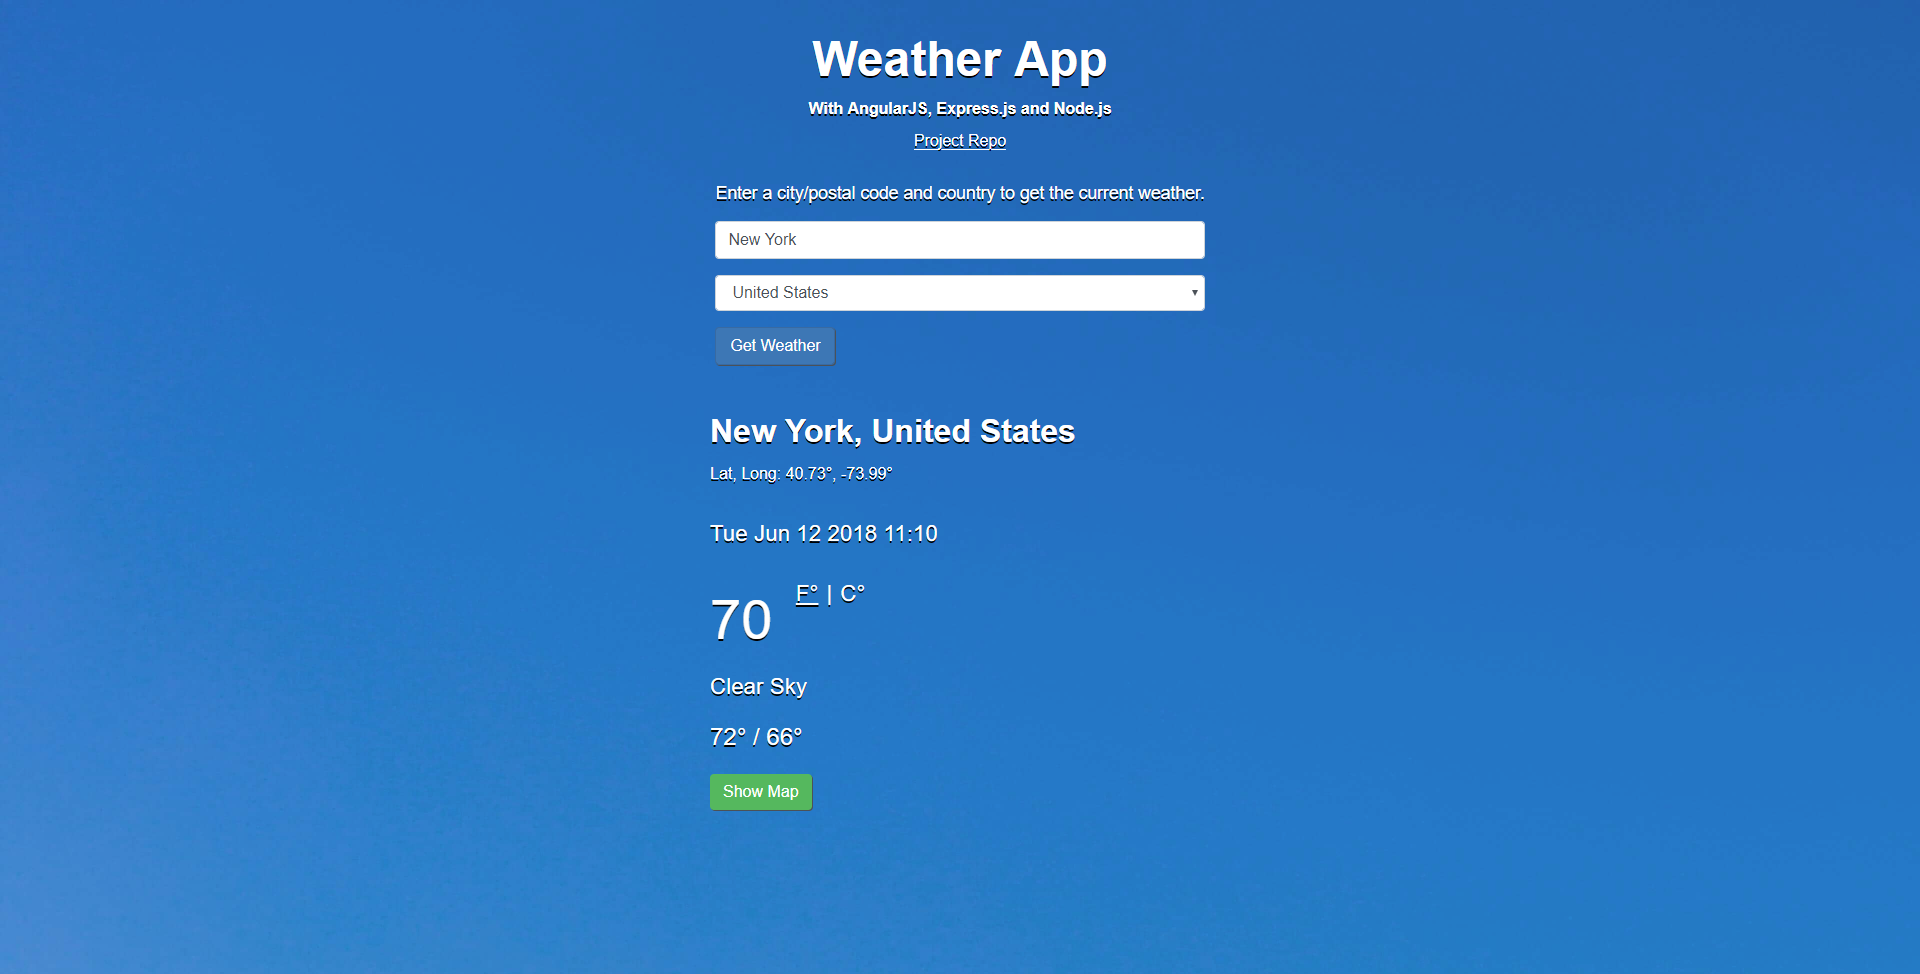 Weather App
With AngularJS, Express.js and Node.js
Project Repo
Enter a city/postal code and country to get the current weather.
New York
United States
Get Weather
New York, United States
Lat, Long: 40.73°, -73.99°
Tue Jun 12 2018 11:10
70 F° | C°
Clear Sky
72° / 66°
Show Map